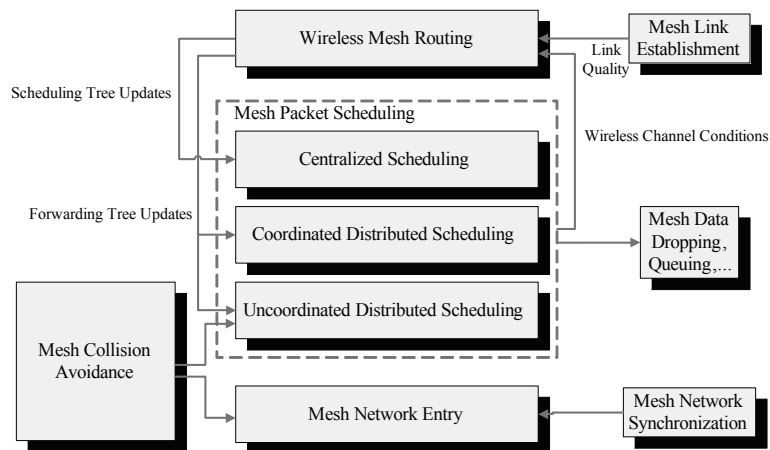 Wireless Mesh Routing
Mesh Link
Establishment
Link
Quality
Scheduling Tree Updates
Mesh Packet Scheduling
Wireless Channel Conditions
Centralized Scheduling
Forwarding Tree Updates
Coordinated Distributed Scheduling
Mesh Data
Dropping,
Queuing,...
Uncoordinated Distributed Scheduling
Mesh Collision
Avoidance
Mesh Network Entry
Mesh Network
Synchronization